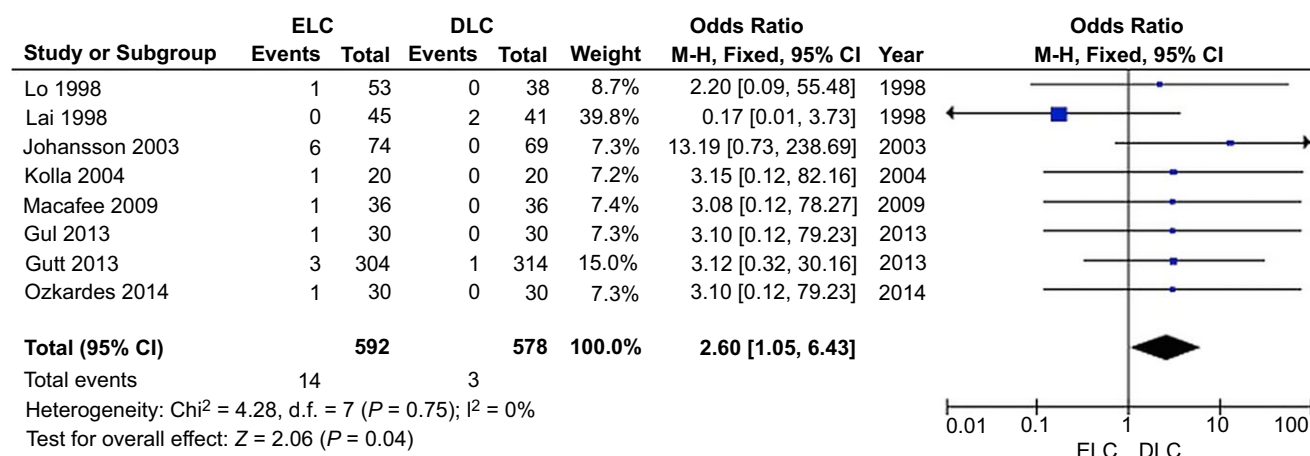 ELC DLC Odds Ratio Odds Ratio
Study or Subgroup Events Total Events Total Weight M-H, Fixed, 95% CI Year M-H, Fixed, 95% CI
Lo 1998 1 53 0 38 8.7% 2.20 [0.09, 55.48] 1998
Lai 1998 0 45 2 41 39.8% 0.17 [0.01, 3.73] 1998
Johansson 2003 6 74 0 69 7.3% 13.19 [0.73, 238.69] 2003
Kolla 2004 1 20 0 20 7.2% 3.15 [0.12, 82.16] 2004
Macafee 2009 1 36 0 36 7.4% 3.08 [0.12, 78.27] 2009
Gul 2013 1 30 0 30 7.3% 3.10 [0.12, 79.23] 2013
Gutt 2013 3 304 1 314 15.0% 3.12 [0.32, 30.16] 2013
Ozkardes 2014 1 30 0 30 7.3% 3.10 [0.12, 79.23] 2014
Total (95% CI) 592 578 100.0% 2.60 [1.05, 6.43]
Total events 14 3
Heterogeneity: Chi² = 4.28, d.f. = 7 (P = 0.75); I² = 0%
Test for overall effect: Z = 2.06 (P = 0.04)
0.01 0.1 1 10 100
ELC DLC